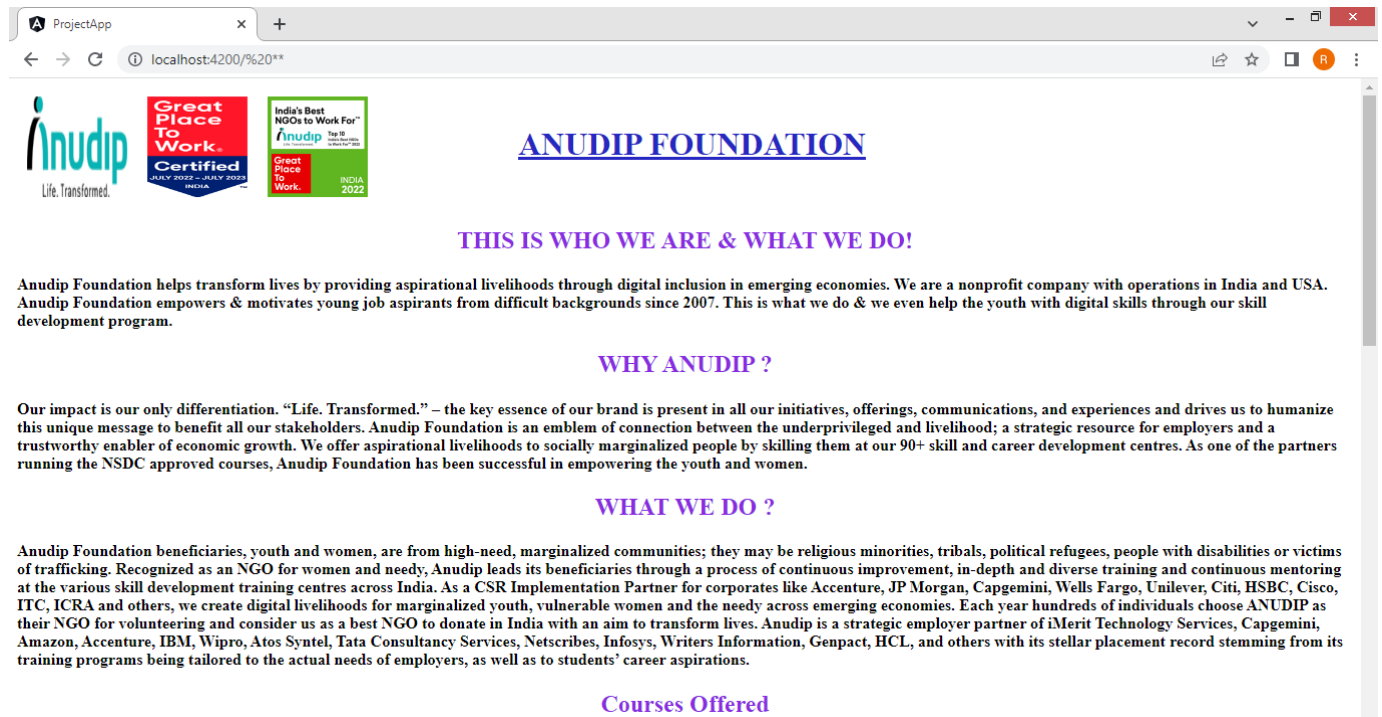 ProjectApp
localhost:4200/%20**
R
Anudip
Life. Transformed.
Great
Place
To
Work.
Certified
JULY 2022 – JULY 2023
INDIA
™
India's Best
NGOs to Work For™
Anudip
Top 10
Great
Place
To
Work.
INDIA
2022
ANUDIP FOUNDATION
THIS IS WHO WE ARE & WHAT WE DO!
Anudip Foundation helps transform lives by providing aspirational livelihoods through digital inclusion in emerging economies. We are a nonprofit company with operations in India and USA.
Anudip Foundation empowers & motivates young job aspirants from difficult backgrounds since 2007. This is what we do & we even help the youth with digital skills through our skill
development program.
WHY ANUDIP ?
Our impact is our only differentiation. “Life. Transformed.” – the key essence of our brand is present in all our initiatives, offerings, communications, and experiences and drives us to humanize
this unique message to benefit all our stakeholders. Anudip Foundation is an emblem of connection between the underprivileged and livelihood; a strategic resource for employers and a
trustworthy enabler of economic growth. We offer aspirational livelihoods to socially marginalized people by skilling them at our 90+ skill and career development centres. As one of the partners
running the NSDC approved courses, Anudip Foundation has been successful in empowering the youth and women.
WHAT WE DO ?
Anudip Foundation beneficiaries, youth and women, are from high-need, marginalized communities; they may be religious minorities, tribals, political refugees, people with disabilities or victims
of trafficking. Recognized as an NGO for women and needy, Anudip leads its beneficiaries through a process of continuous improvement, in-depth and diverse training and continuous mentoring
at the various skill development training centres across India. As a CSR Implementation Partner for corporates like Accenture, JP Morgan, Capgemini, Wells Fargo, Unilever, Citi, HSBC, Cisco,
ITC, ICRA and others, we create digital livelihoods for marginalized youth, vulnerable women and the needy across emerging economies. Each year hundreds of individuals choose ANUDIP as
their NGO for volunteering and consider us as a best NGO to donate in India with an aim to transform lives. Anudip is a strategic employer partner of iMerit Technology Services, Capgemini,
Amazon, Accenture, IBM, Wipro, Atos Syntel, Tata Consultancy Services, Netscribes, Infosys, Writers Information, Genpact, HCL, and others with its stellar placement record stemming from its
training programs being tailored to the actual needs of employers, as well as to students’ career aspirations.
Courses Offered